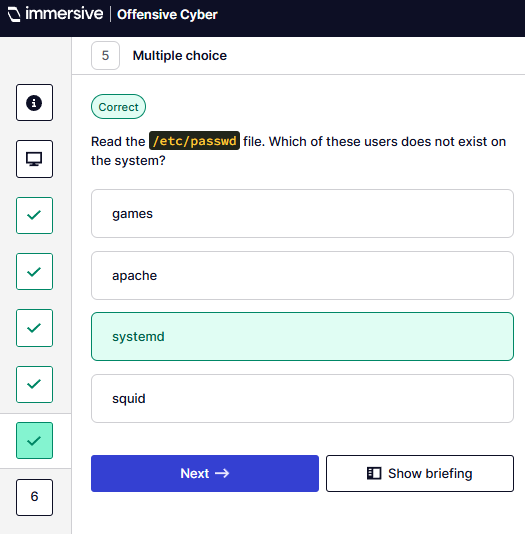 immersive | Offensive Cyber
5 Multiple choice
Correct
Read the /etc/passwd file. Which of these users does not exist on
the system?
games
apache
systemd
squid
Next →
Show briefing
6